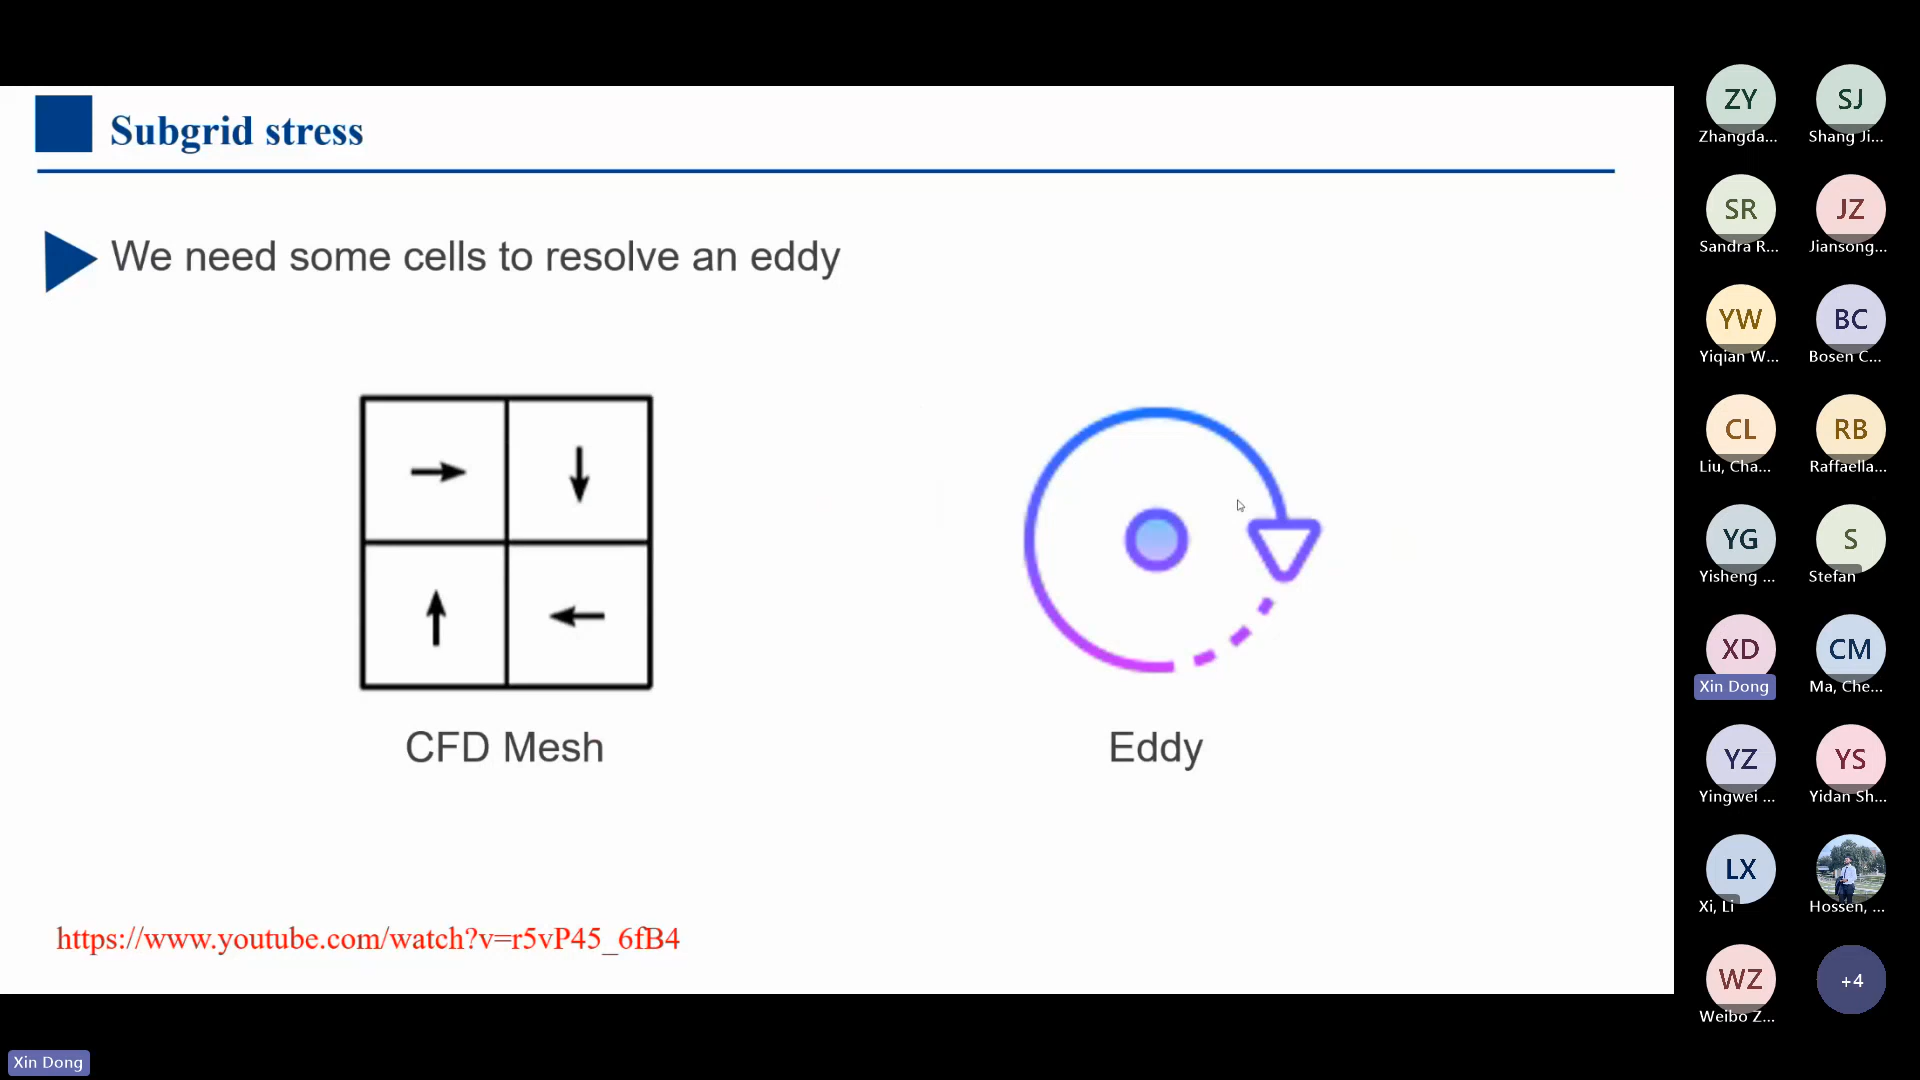 Subgrid stress
We need some cells to resolve an eddy
CFD Mesh
Eddy
https://www.youtube.com/watch?v=r5vP45_6fB4
ZY
Zhangda...
SJ
Shang Ji...
SR
Sandra R...
JZ
Jiansong...
YW
Yiqian W...
BC
Bosen C...
CL
Liu, Cha...
RB
Raffaella...
YG
Yisheng ...
S
Stefan
XD
Xin Dong
CM
Ma, Che...
YZ
Yingwei ...
YS
Yidan Sh...
LX
Xi, Li
Hossen, ...
WZ
Weibo Z...
+4
Xin Dong